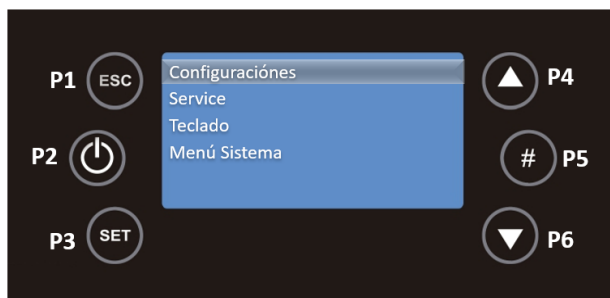 P1 ESC
Configuraciónes
P4
Service
Teclado
P2
Menú Sistema
# P5
P3 SET
P6